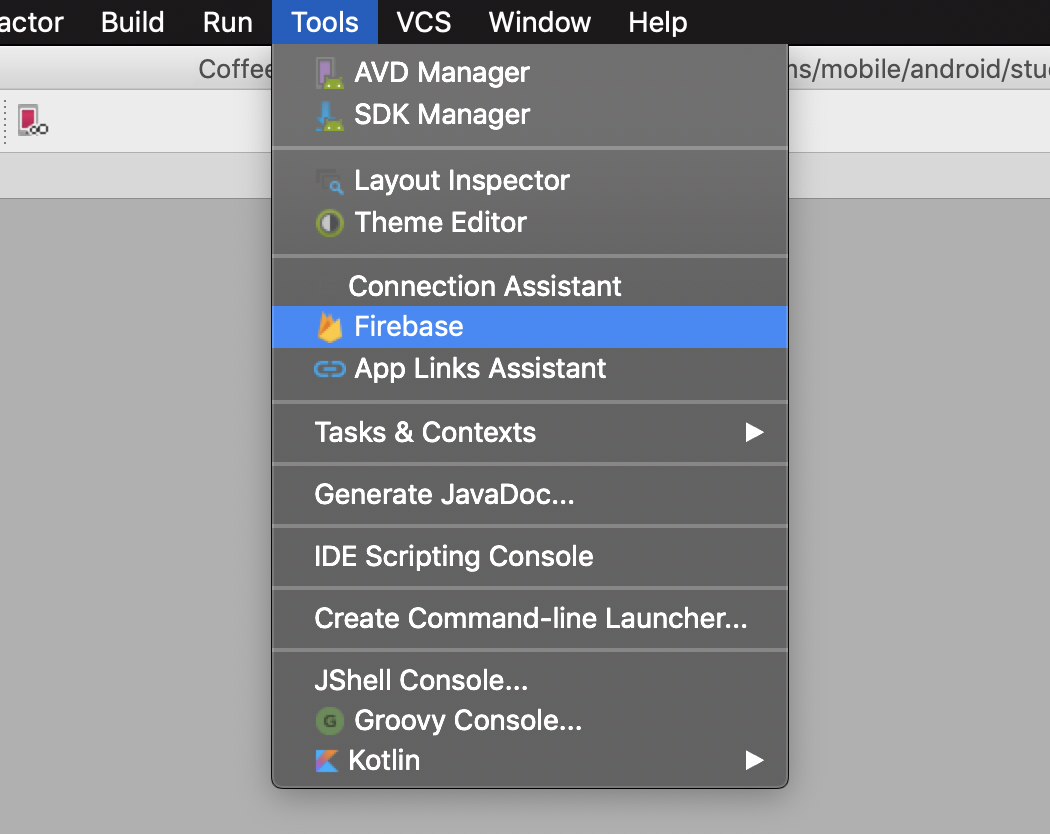 actor Build Run Tools VCS Window Help
Coffee ns/mobile/android/stu
AVD Manager
SDK Manager
Layout Inspector
Theme Editor
Connection Assistant
Firebase
App Links Assistant
Tasks & Contexts
Generate JavaDoc...
IDE Scripting Console
Create Command-line Launcher...
JShell Console...
G Groovy Console...
Kotlin